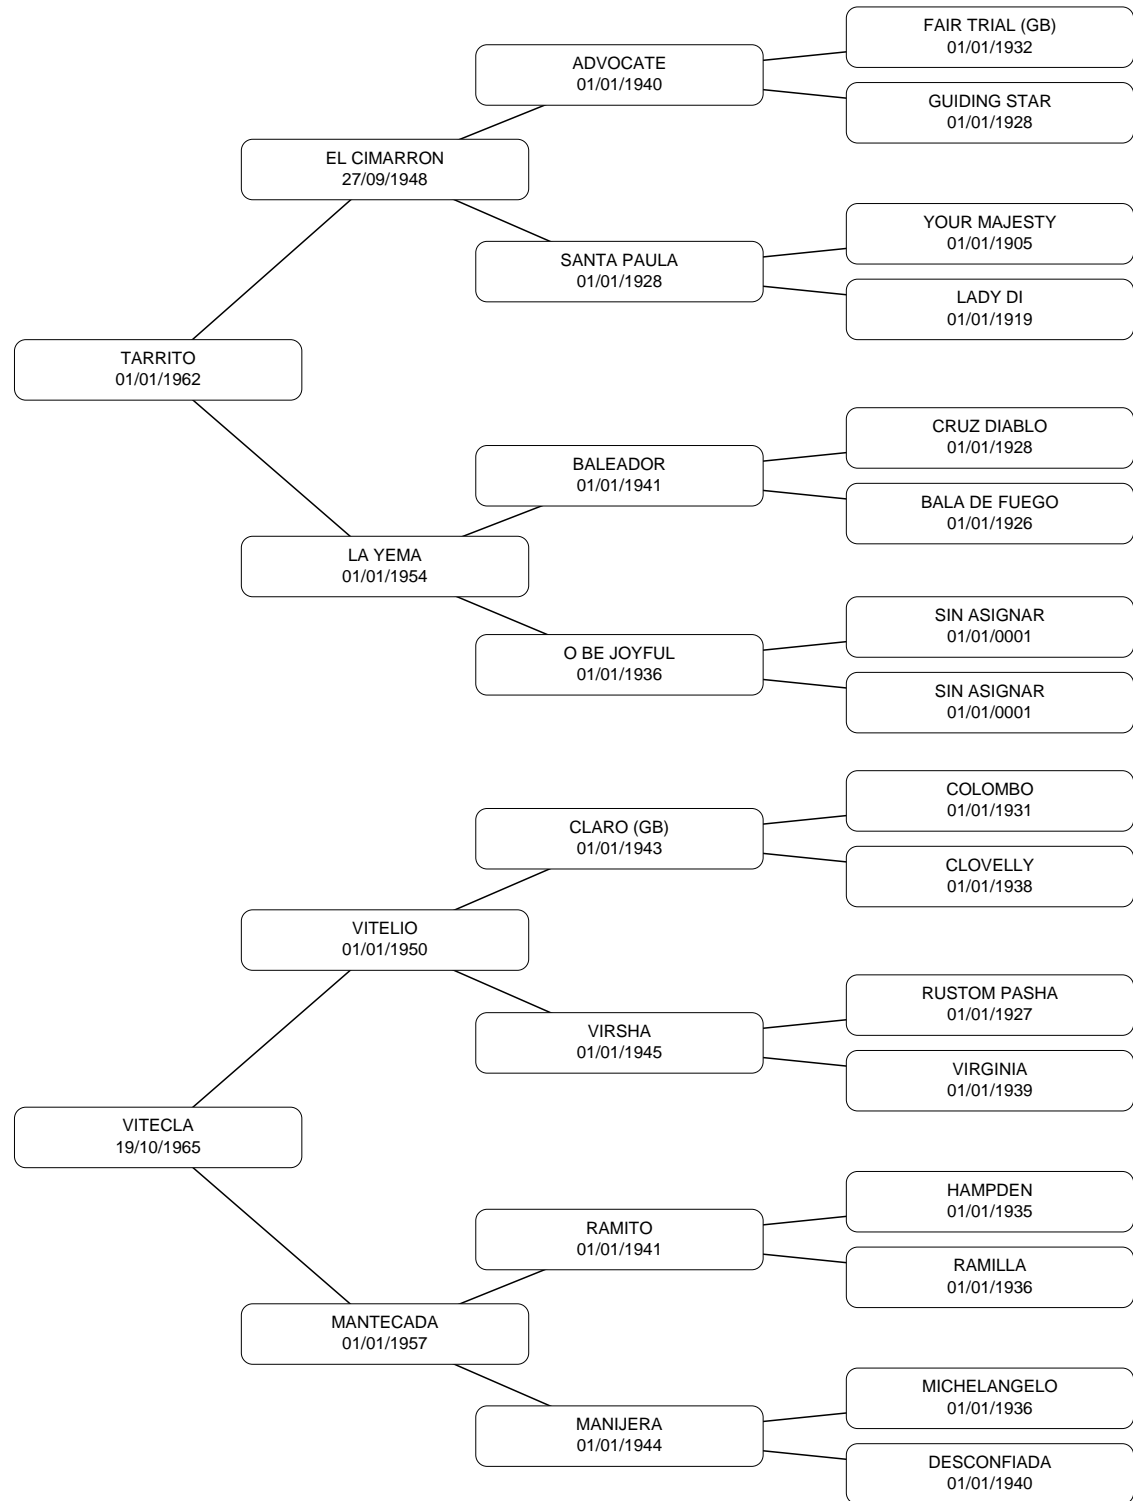 FAIR TRIAL (GB)
01/01/1932
ADVOCATE
01/01/1940
GUIDING STAR
01/01/1928
EL CIMARRON
27/09/1948
YOUR MAJESTY
01/01/1905
SANTA PAULA
01/01/1928
LADY DI
01/01/1919
TARRITO
01/01/1962
CRUZ DIABLO
01/01/1928
BALEADOR
01/01/1941
BALA DE FUEGO
01/01/1926
LA YEMA
01/01/1954
SIN ASIGNAR
01/01/0001
O BE JOYFUL
01/01/1936
SIN ASIGNAR
01/01/0001
COLOMBO
01/01/1931
CLARO (GB)
01/01/1943
CLOVELLY
01/01/1938
VITELIO
01/01/1950
RUSTOM PASHA
01/01/1927
VIRSHA
01/01/1945
VIRGINIA
01/01/1939
VITECLA
19/10/1965
HAMPDEN
01/01/1935
RAMITO
01/01/1941
RAMILLA
01/01/1936
MANTECADA
01/01/1957
MICHELANGELO
01/01/1936
MANIJERA
01/01/1944
DESCONFIADA
01/01/1940